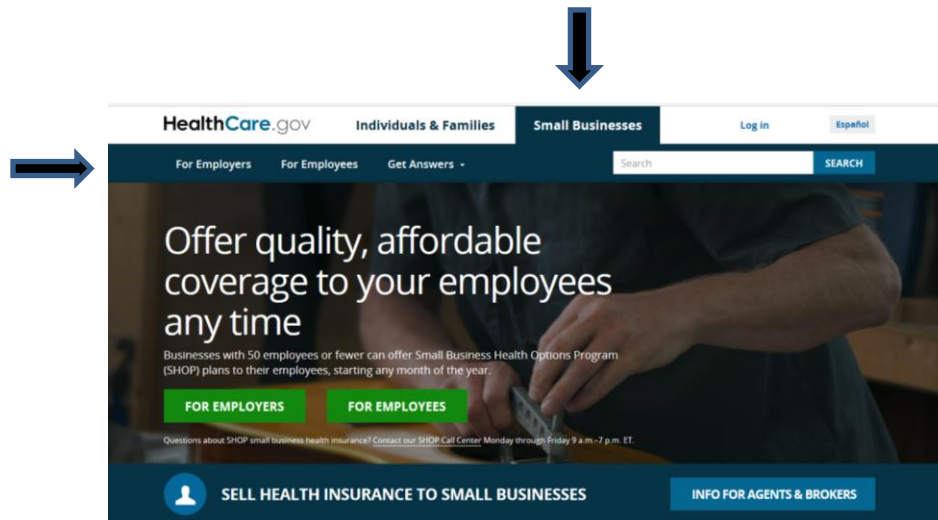 HealthCare.gov Individuals & Families Small Businesses Log in Español
For Employers For Employees Get Answers Search SEARCH
Offer quality, affordable
coverage to your employees
any time
Businesses with 50 employees or fewer can offer Small Business Health Options Program
(SHOP) plans to their employees, starting any month of the year.
FOR EMPLOYERS FOR EMPLOYEES
Questions about SHOP small business health insurance? Contact our SHOP Call Center Monday through Friday 9 a.m.-7 p.m. ET.
SELL HEALTH INSURANCE TO SMALL BUSINESSES INFO FOR AGENTS & BROKERS